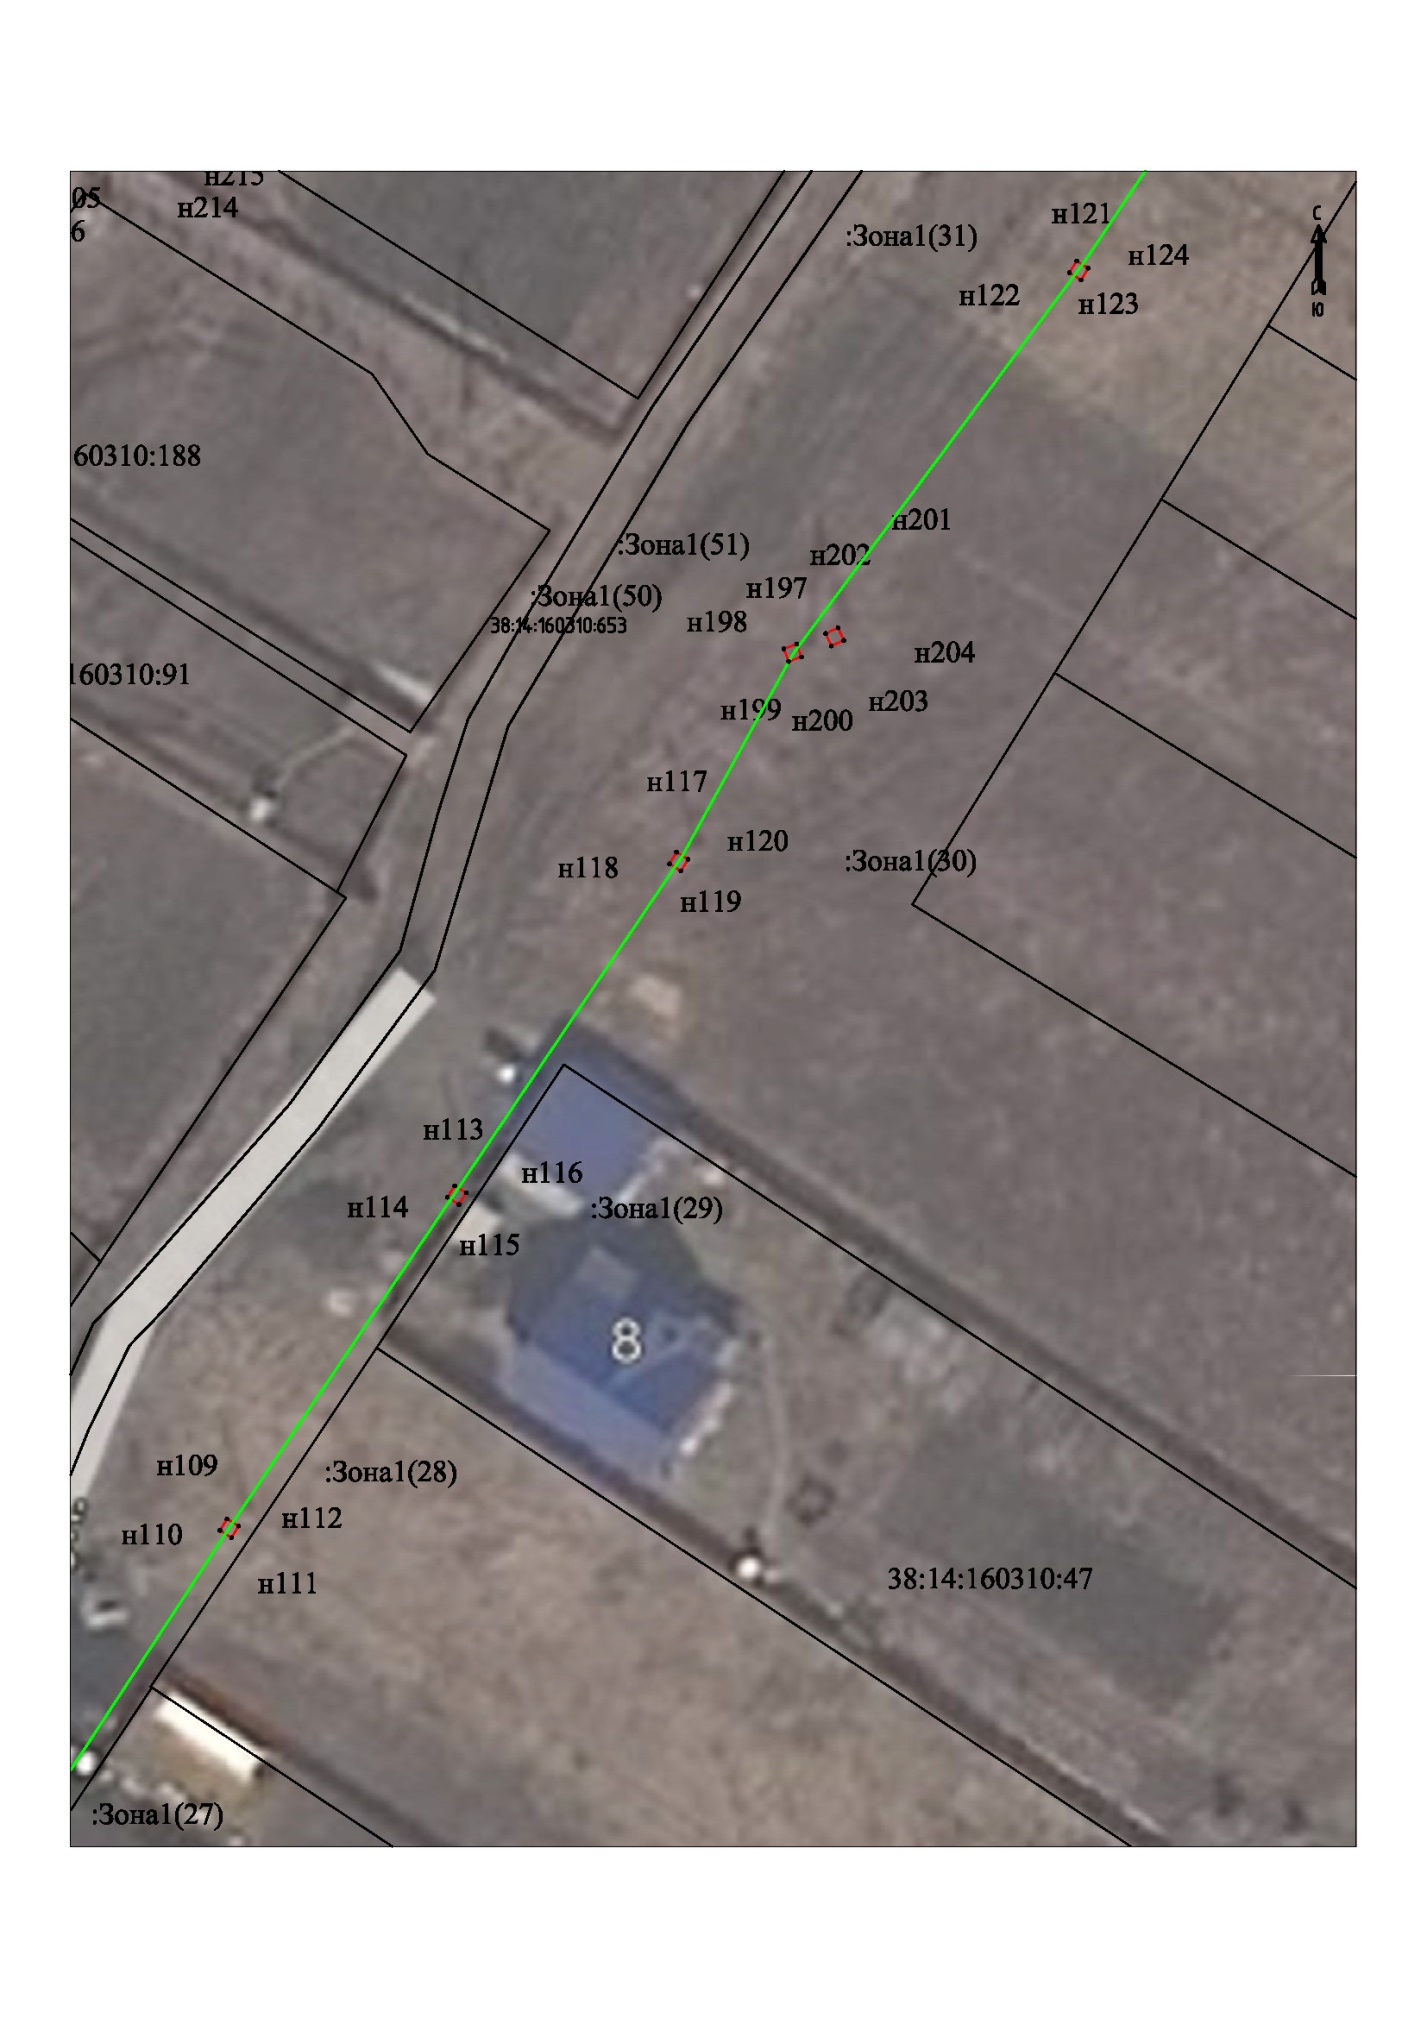 н215
05
н214
6
н121
С
:Зона1(31)
н124
н122
н123
Ю
60310:188
н201
:Зона1(51)
н202
н197
:Зона1(50)
н198
38:14:160310:653
н204
160310:91
н203
н199
н200
н117
н120
:Зона1(30)
н118
н119
н113
н116
н114
:Зона1(29)
н115
8
н109
:Зона1(28)
н112
н110
38:14:160310:47
н111
:Зона1(27)